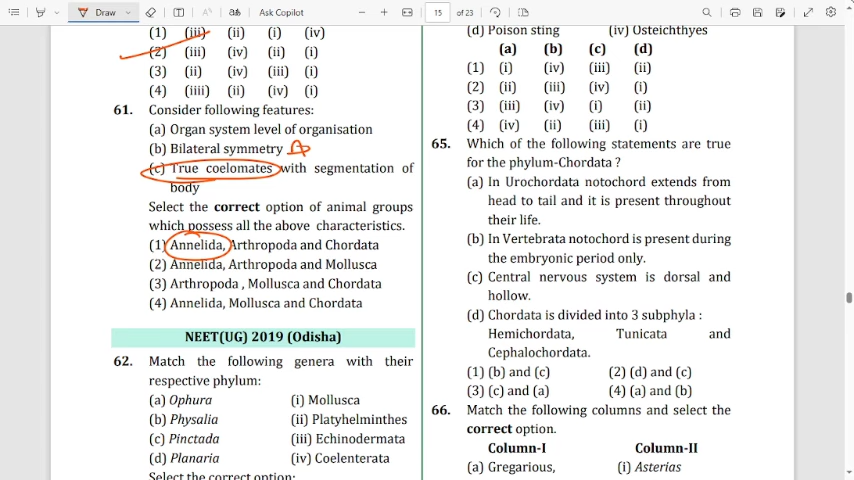 Draw
Ask Copilot
15
of 23
(1) (iii) (ii) (i) (iv)
(2) (iii) (iv) (ii) (i)
(3) (ii) (iv) (iii) (i)
(4) (iiii) (ii) (iv) (i)
61. Consider following features:
(a) Organ system level of organisation
(b) Bilateral symmetry
(c) True coelomates with segmentation of
body
Select the correct option of animal groups
which possess all the above characteristics.
(1) Annelida, Arthropoda and Chordata
(2) Annelida, Arthropoda and Mollusca
(3) Arthropoda , Mollusca and Chordata
(4) Annelida, Mollusca and Chordata
NEET(UG) 2019 (Odisha)
62. Match the following genera with their
respective phylum:
(a) Ophura (i) Mollusca
(b) Physalia (ii) Platyhelminthes
(c) Pinctada (iii) Echinodermata
(d) Planaria (iv) Coelenterata
Select the correct option:
(d) Poison sting (iv) Osteichthyes
(a) (b) (c) (d)
(1) (i) (iv) (iii) (ii)
(2) (ii) (iii) (iv) (i)
(3) (iii) (iv) (i) (ii)
(4) (iv) (ii) (iii) (i)
65. Which of the following statements are true
for the phylum-Chordata ?
(a) In Urochordata notochord extends from
head to tail and it is present throughout
their life.
(b) In Vertebrata notochord is present during
the embryonic period only.
(c) Central nervous system is dorsal and
hollow.
(d) Chordata is divided into 3 subphyla :
Hemichordata, Tunicata and
Cephalochordata.
(1) (b) and (c) (2) (d) and (c)
(3) (c) and (a) (4) (a) and (b)
66. Match the following columns and select the
correct option.
Column-I Column-II
(a) Gregarious, (i) Asterias